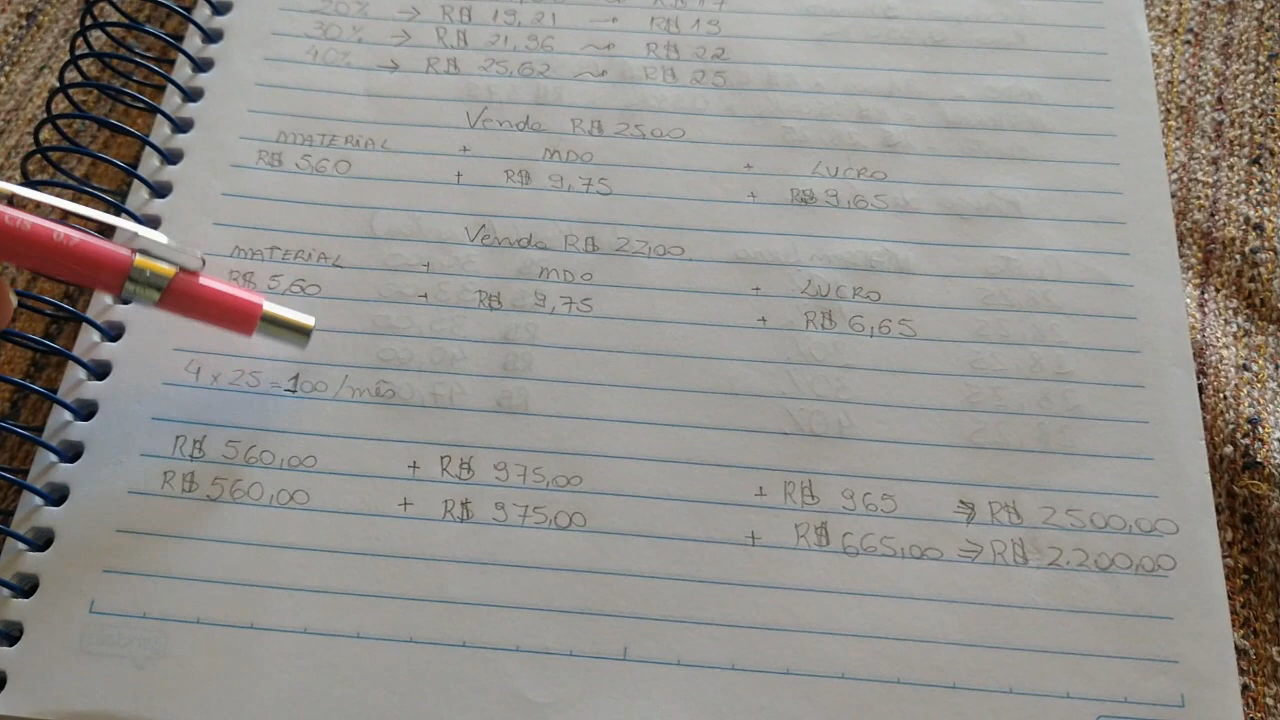 20% → R$ 19,21 → R$ 19
30% → R$ 21,96 → R$ 22
40% → R$ 25,62 → R$ 25
Venda R$ 25,00
MATERIAL + MDO + LUCRO
R$ 5,60 + R$ 9,75 + R$ 9,65
Venda R$ 22,00
MATERIAL + MDO + LUCRO
R$ 5,60 + R$ 9,75 + R$ 6,65
4 x 25 = 100/mês
R$ 560,00 + R$ 975,00 + R$ 965 ⇒ R$ 2500,00
R$ 560,00 + R$ 975,00 + R$ 665,00 ⇒ R$ 2.200,00